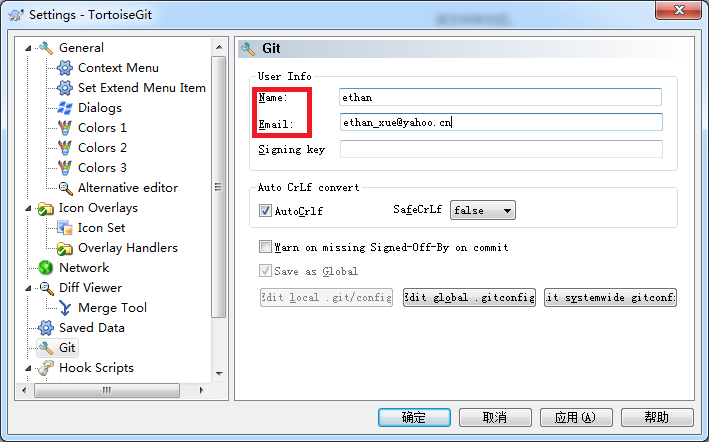 Settings - TortoiseGit
General
Context Menu
Set Extend Menu Item
Dialogs
Colors 1
Colors 2
Colors 3
Alternative editor
Icon Overlays
Icon Set
Overlay Handlers
Network
Diff Viewer
Merge Tool
Saved Data
Git
Hook Scripts
Git
User Info
Name: ethan
Email: ethan_xue@yahoo.cn
Signing key
Auto CrLf convert
AutoCrlf SafeCrLf false
Warn on missing Signed-Off-By on commit
Save as Global
Edit local .git/config Edit global .gitconfig it systemwide gitconf:
确定 取消 应用(A) 帮助